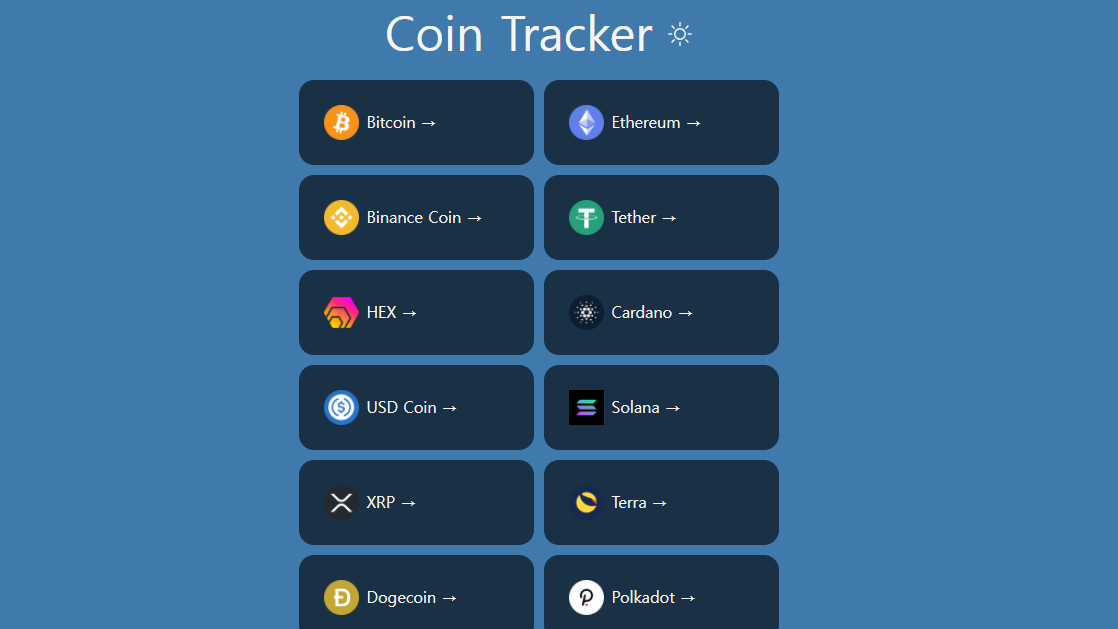 Coin Tracker
Bitcoin →
Ethereum →
Binance Coin →
Tether →
HEX →
Cardano →
USD Coin →
Solana →
XRP →
Terra →
Dogecoin →
Polkadot →